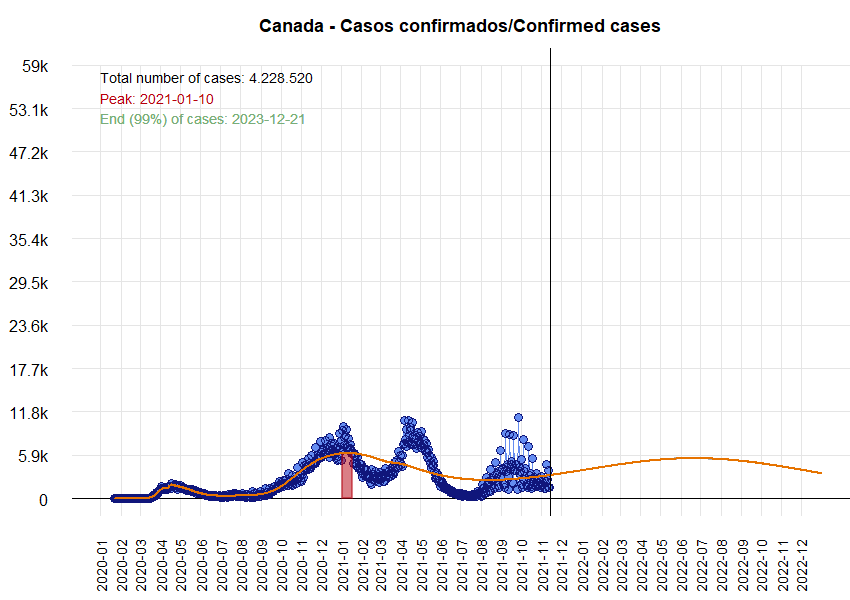 Canada - Casos confirmados/Confirmed cases
59k
Total number of cases: 4.228.520
Peak: 2021-01-10
53.1k
End (99%) of cases: 2023-12-21
47.2k
41.3k
35.4k
29.5k
23.6k
17.7k
11.8k
5.9k
0
2020-01
2020-02
2020-03
2020-04
2020-05
2020-06
2020-07
2020-08
2020-09
2020-10
2020-11
2020-12
2021-01
2021-02
2021-03
2021-04
2021-05
2021-06
2021-07
2021-08
2021-09
2021-10
2021-11
2021-12
2022-01
2022-02
2022-03
2022-04
2022-05
2022-06
2022-07
2022-08
2022-09
2022-10
2022-11
2022-12